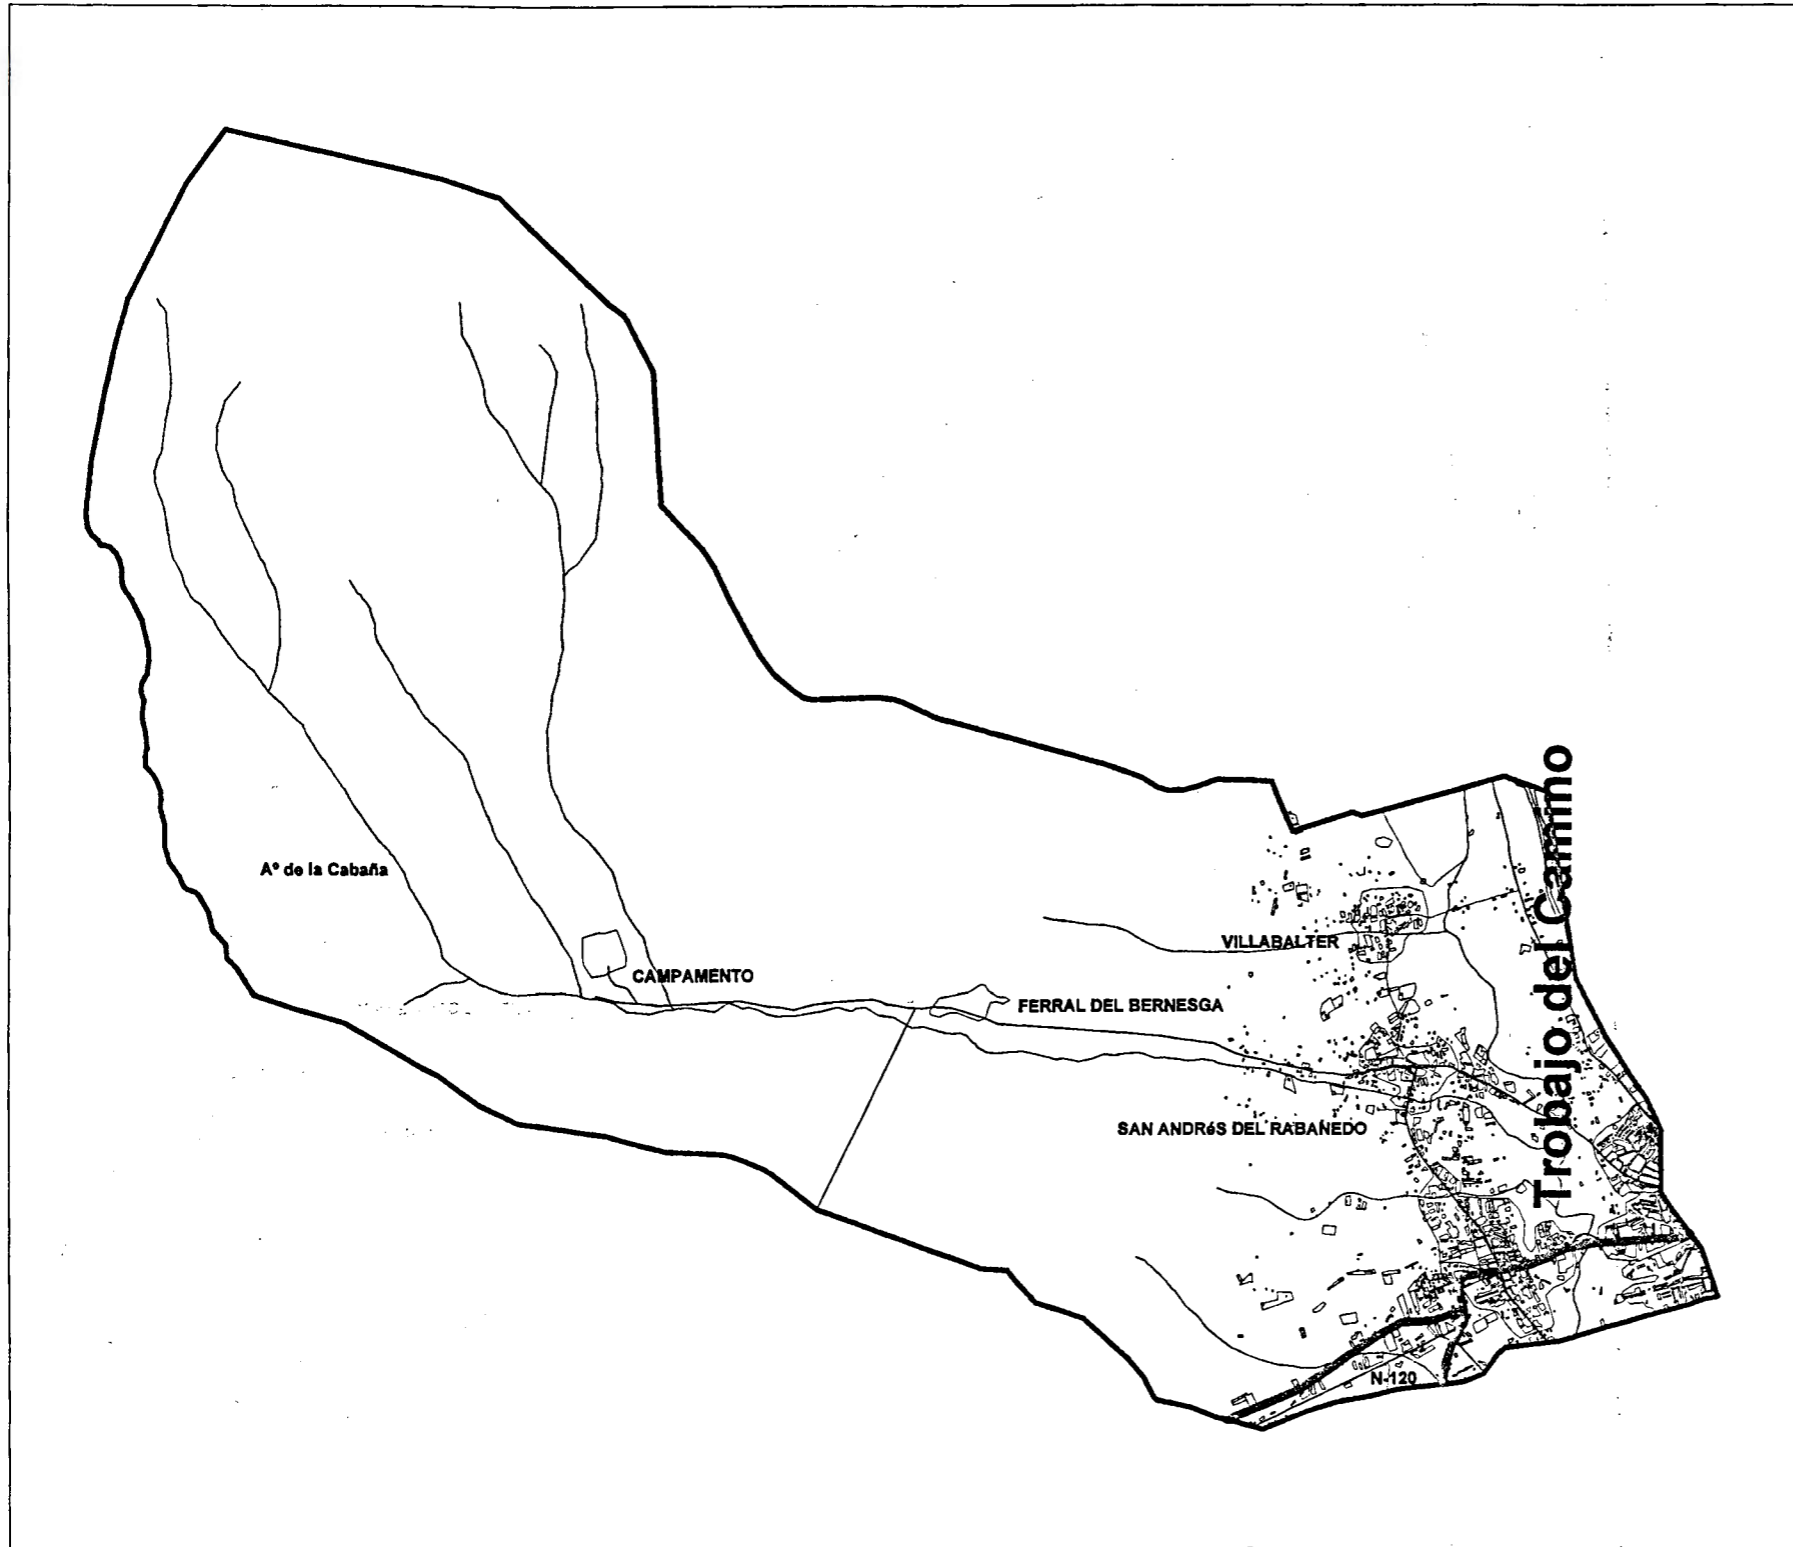 Trobajo del Camino
Aº de la Cabaña
VILLABALTER
CAMPAMENTO
FERRAL DEL BERNESGA
SAN ANDRéS DEL RABANEDO
N-120